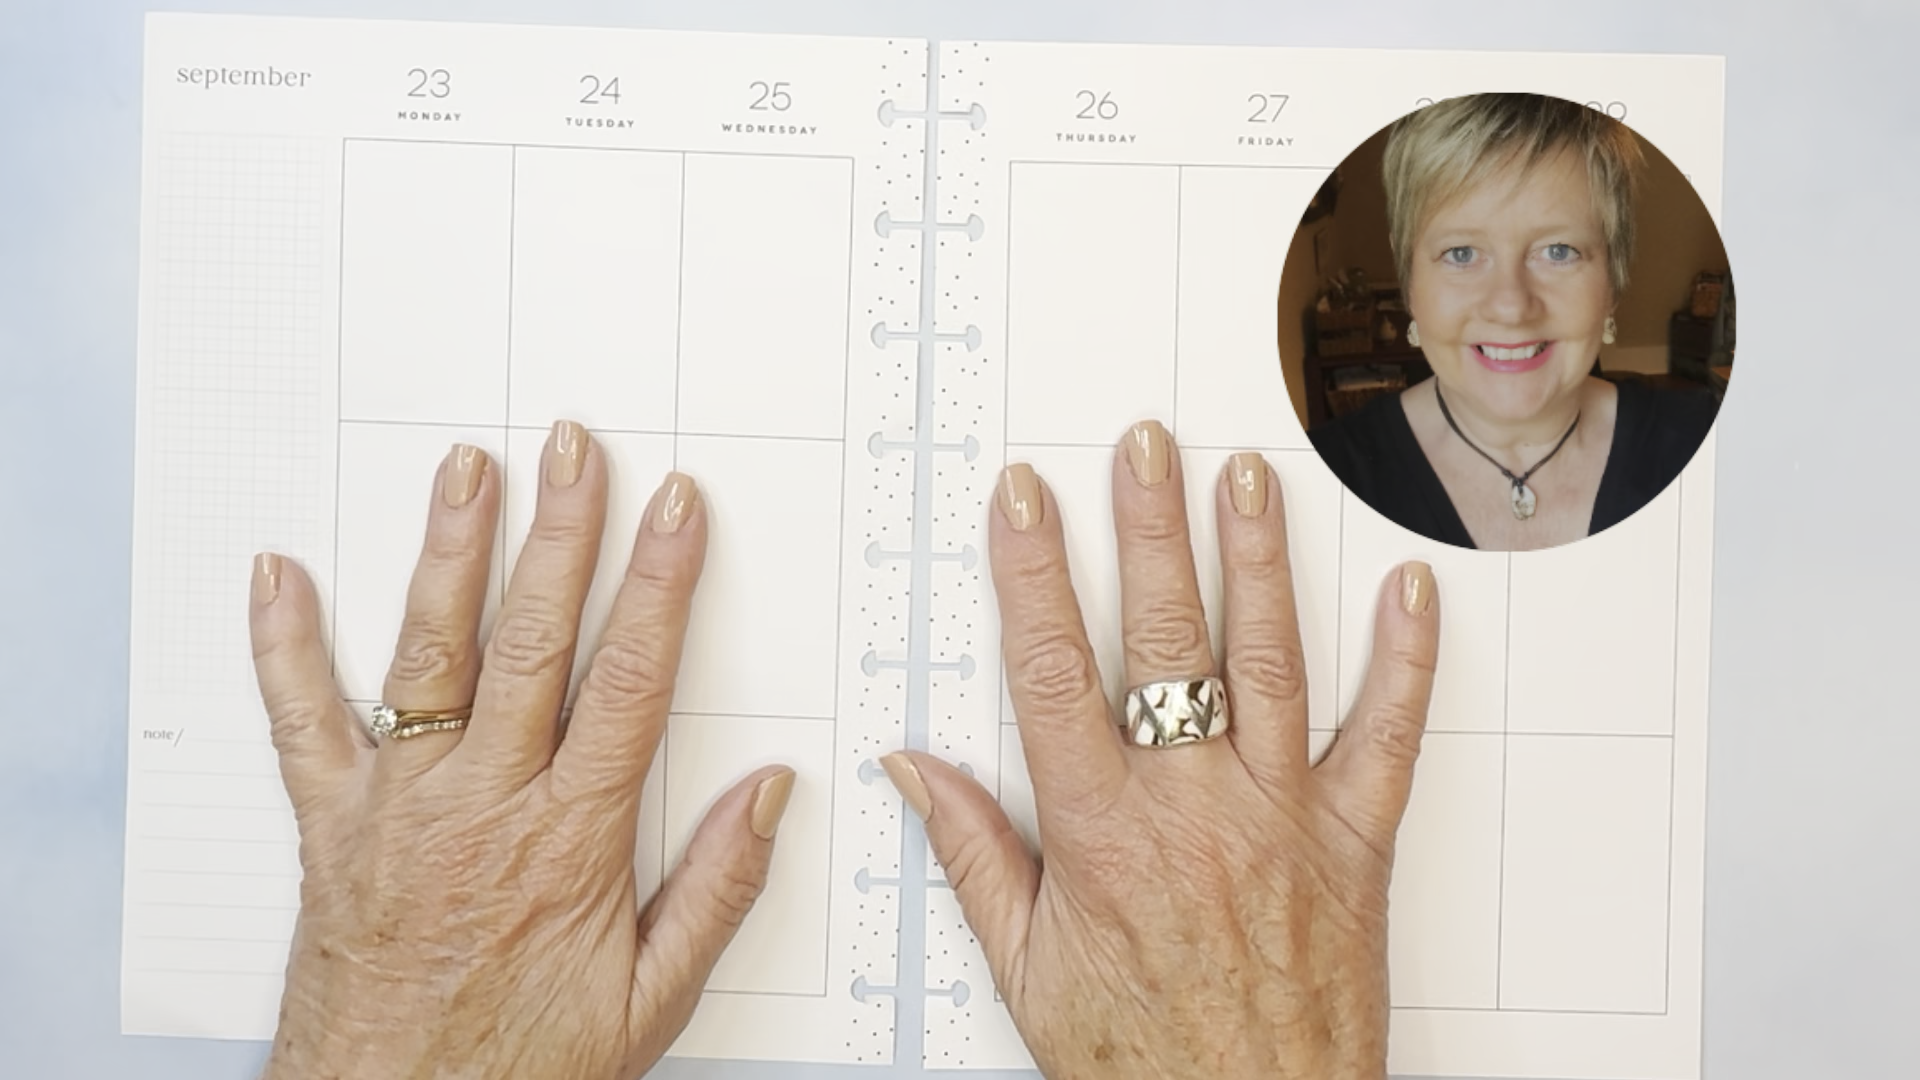 september
23
MONDAY
24
TUESDAY
25
WEDNESDAY
26
THURSDAY
27
FRIDAY
note/